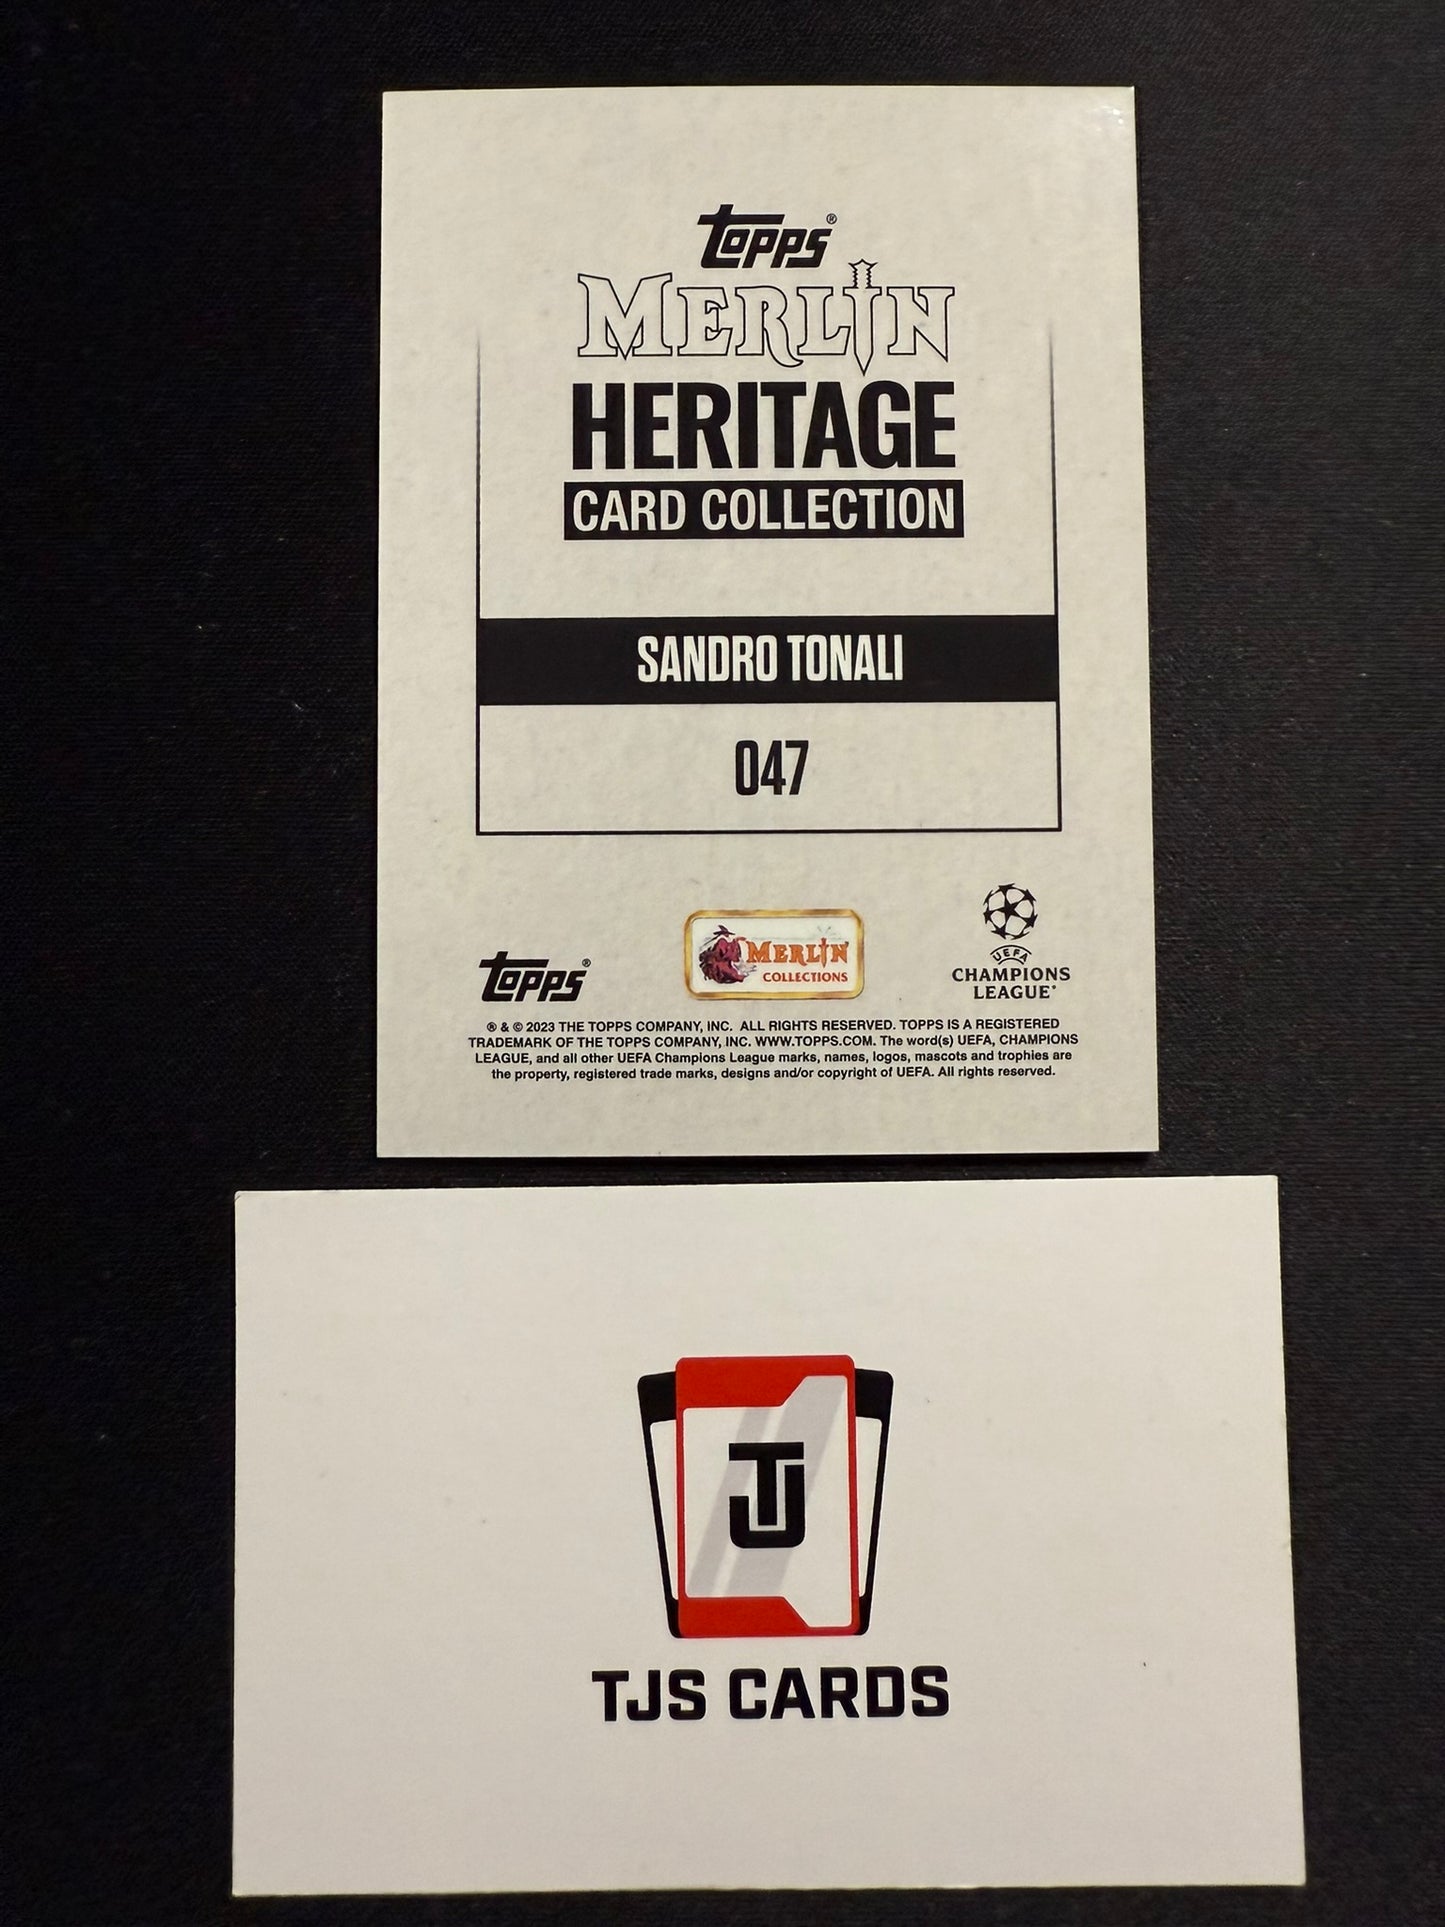 Topps®
MERLIN
HERITAGE
CARD COLLECTION
SANDRO TONALI
047
Topps®
MERLIN
COLLECTIONS
UEFA
CHAMPIONS
LEAGUE®
® & © 2023 THE TOPPS COMPANY, INC. ALL RIGHTS RESERVED. TOPPS IS A REGISTERED
TRADEMARK OF THE TOPPS COMPANY, INC. WWW.TOPPS.COM. The word(s) UEFA, CHAMPIONS
LEAGUE, and all other UEFA Champions League marks, names, logos, mascots and trophies are
the property, registered trade marks, designs and/or copyright of UEFA. All rights reserved.
TJ
TJS CARDS